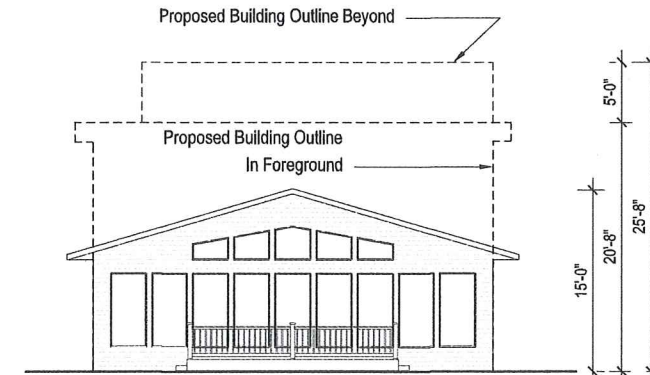 Proposed Building Outline Beyond
Proposed Building Outline
In Foreground
5'-0"
15'-0"
20'-8"
25'-8"